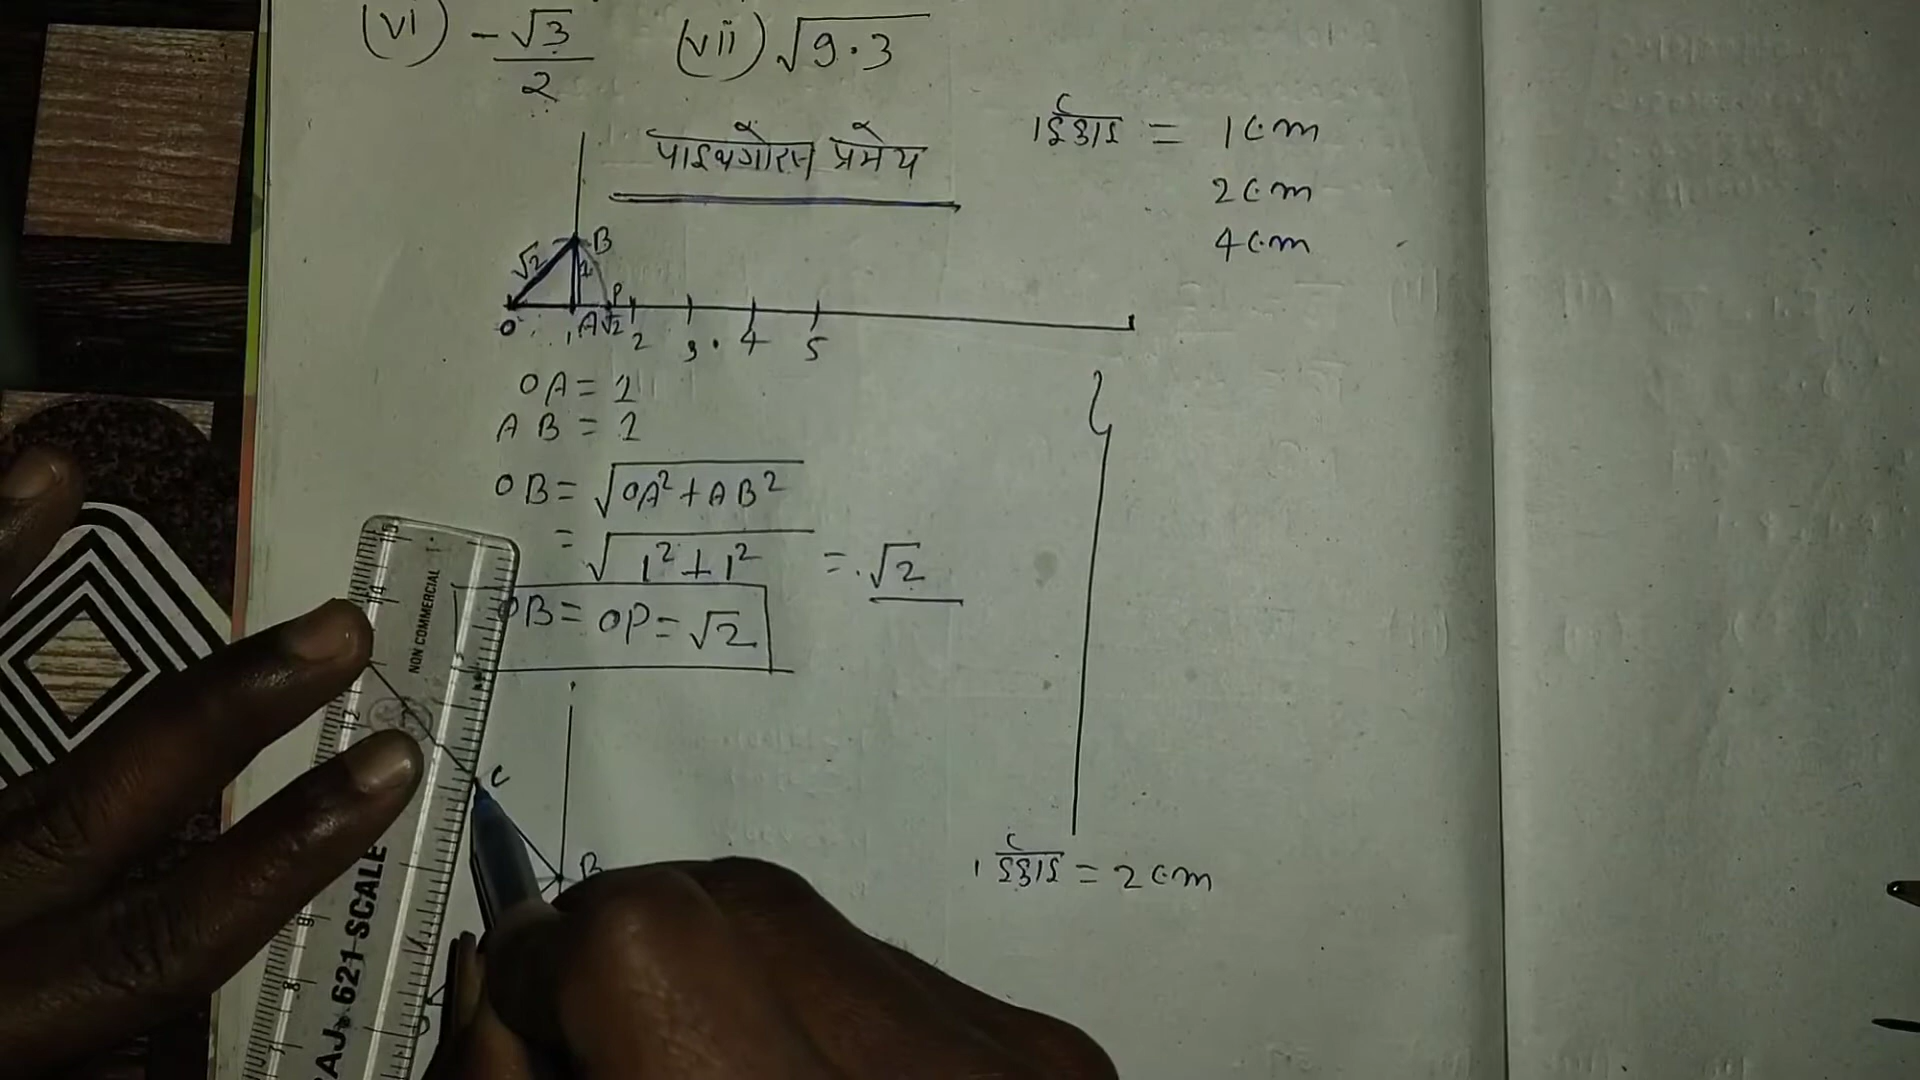 (vi) -√3/2 (vii) √9.3
पाइथागोरस प्रमेय
1 इकाई = 1cm
2cm
4cm
B
√2 1
P
0 1 A √2 2 3 4 5
OA = 1
AB = 1
OB = √OA²+AB²
= √1²+1² = √2
OB = OP = √2
NON COMMERCIAL
C
B
1 इकाई = 2cm
RAJ. 621 SCALE